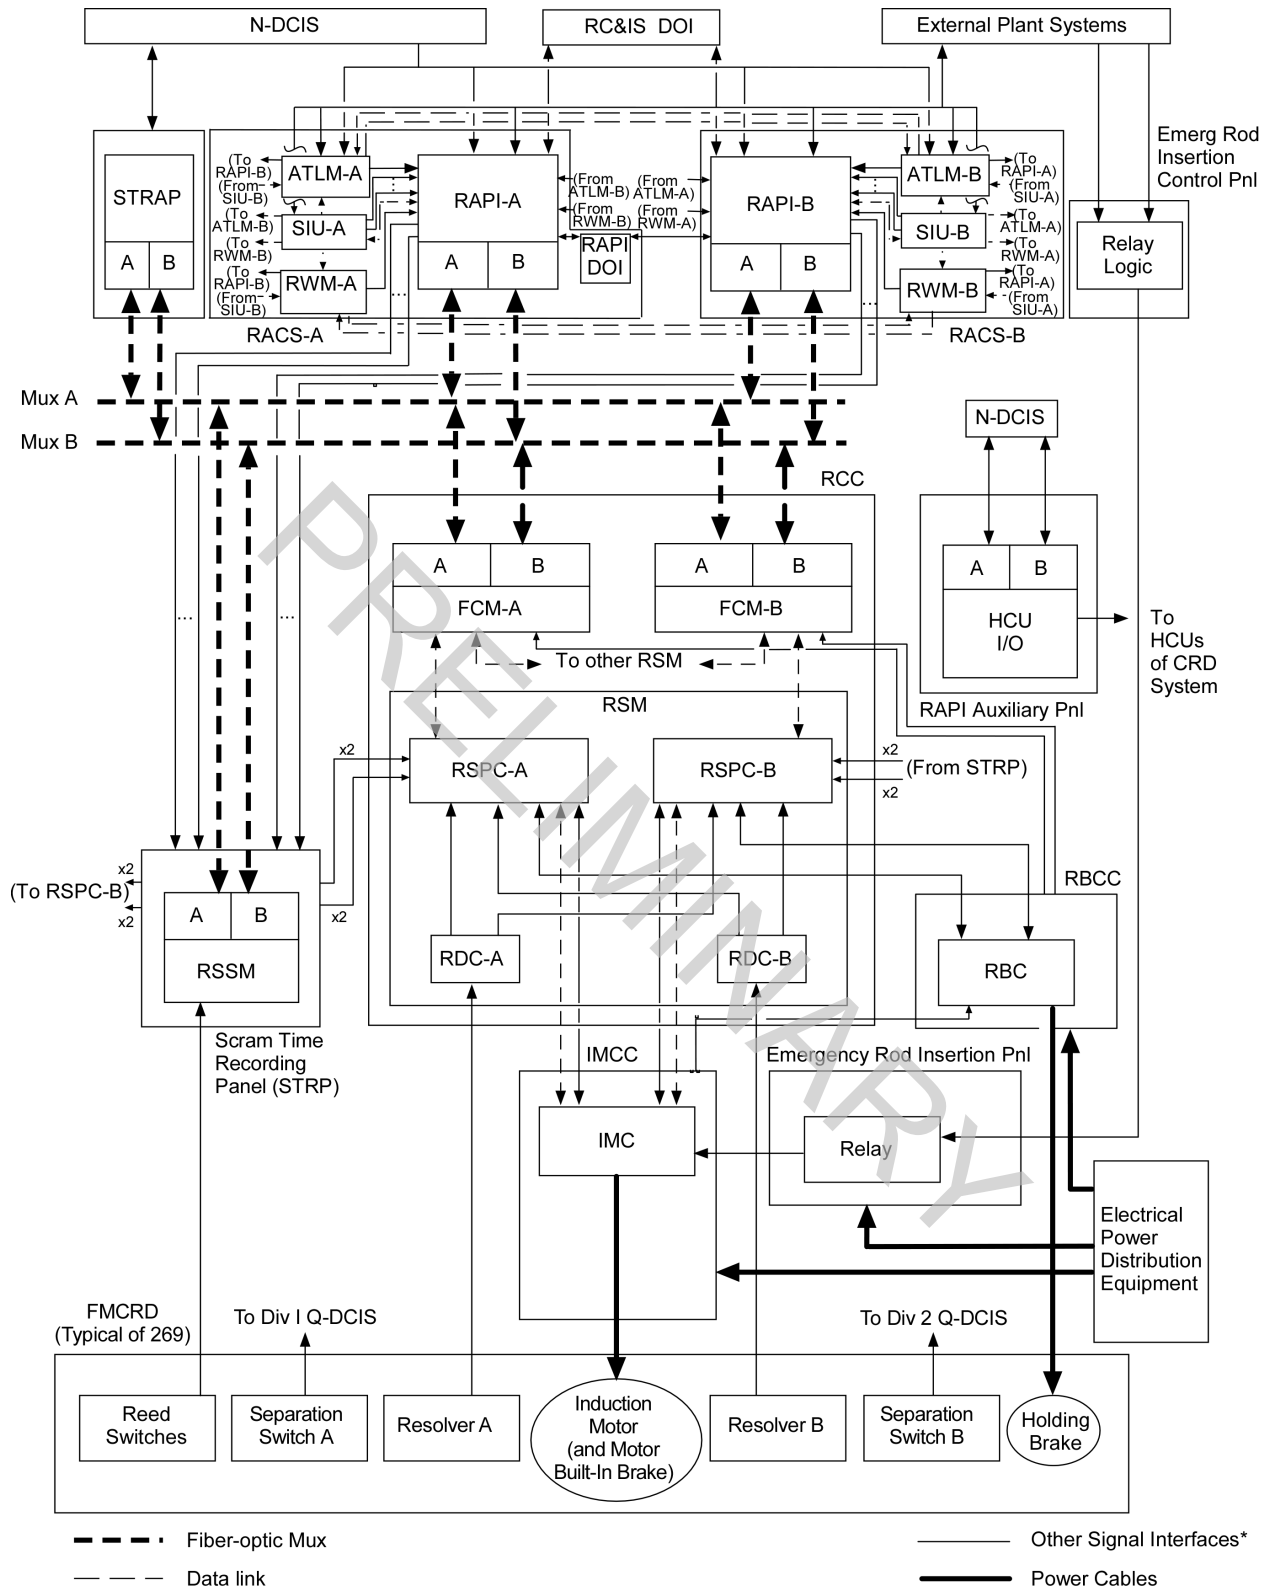 N-DCIS
RC&IS DOI
External Plant Systems
Emerg Rod
Insertion
Control Pnl
STRAP
A
B
(To
RAPI-B)
(From
SIU-B)
(To
ATLM-B)
(To
RWM-B)
(To
RAPI-B)
(From
SIU-B)
ATLM-A
SIU-A
RWM-A
RAPI-A
A
B
(From
ATLM-B)
(From
RWM-B)
RAPI
DOI
(From
ATLM-A)
(From
RWM-A)
RAPI-B
A
B
ATLM-B
SIU-B
RWM-B
(To
RAPI-A)
(From
SIU-A)
(To
ATLM-A)
(To
RWM-A)
(To
RAPI-A)
(From
SIU-A)
Relay
Logic
RACS-A
RACS-B
...
...
Mux A
Mux B
N-DCIS
RCC
A
B
FCM-A
A
B
FCM-B
A
B
HCU
I/O
To
HCUs
of CRD
System
...
...
To other RSM
RAPI Auxiliary Pnl
RSM
RSPC-A
RSPC-B
x2
x2
(From STRP)
x2
x2
(To RSPC-B)
x2
x2
A
B
RSSM
RDC-A
RDC-B
RBCC
RBC
Scram Time
Recording
Panel (STRP)
IMCC
Emergency Rod Insertion Pnl
IMC
Relay
Electrical
Power
Distribution
Equipment
FMCRD
(Typical of 269)
To Div I Q-DCIS
To Div 2 Q-DCIS
Reed
Switches
Separation
Switch A
Resolver A
Induction
Motor
(and Motor
Built-In Brake)
Resolver B
Separation
Switch B
Holding
Brake
Fiber-optic Mux
Other Signal Interfaces*
Data link
Power Cables
PRELIMINARY